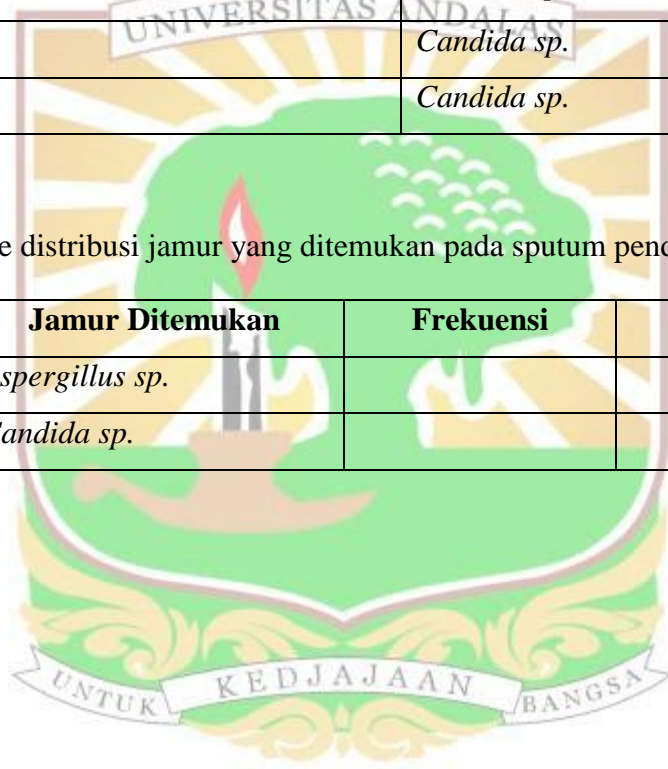 UNIVERSITAS ANDALAS
Candida sp.
Candida sp.
e distribusi jamur yang ditemukan pada sputum pend
Jamur Ditemukan Frekuensi
spergillus sp.
andida sp.
UNTUK KEDJAJAAN BANGSA